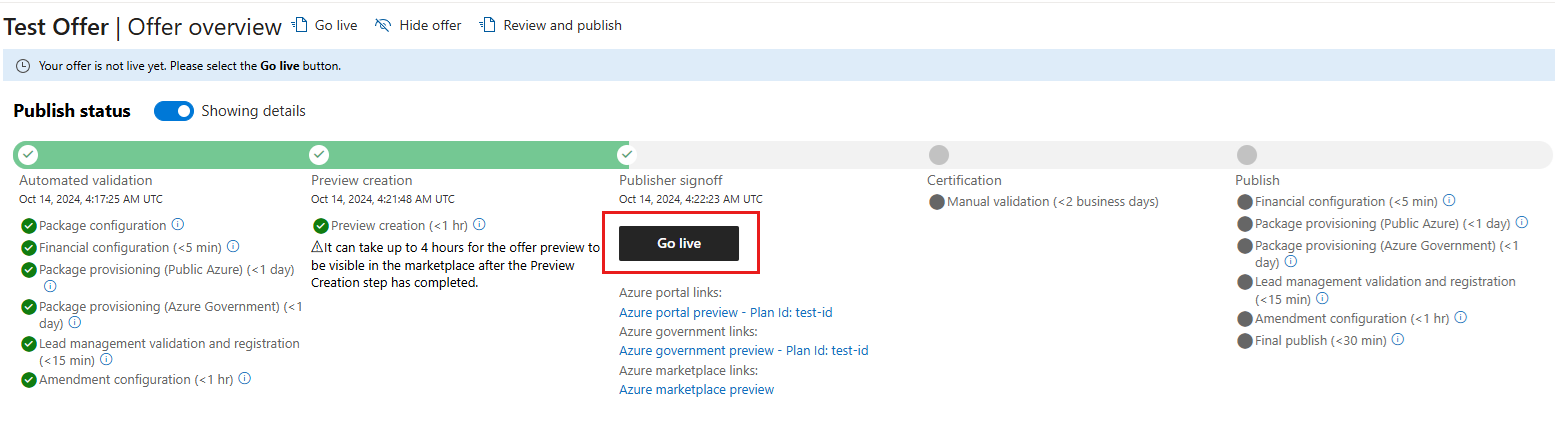 Test Offer | Offer overview Go live Hide offer Review and publish
Your offer is not live yet. Please select the Go live button.
Publish status Showing details
Automated validation
Oct 14, 2024, 4:17:25 AM UTC
Package configuration
Financial configuration (<5 min)
Package provisioning (Public Azure) (<1 day)
Package provisioning (Azure Government) (<1
day)
Lead management validation and registration
(<15 min)
Amendment configuration (<1 hr)
Preview creation
Oct 14, 2024, 4:21:48 AM UTC
Preview creation (<1 hr)
It can take up to 4 hours for the offer preview to
be visible in the marketplace after the Preview
Creation step has completed.
Publisher signoff
Oct 14, 2024, 4:22:23 AM UTC
Go live
Azure portal links:
Azure portal preview - Plan Id: test-id
Azure government links:
Azure government preview - Plan Id: test-id
Azure marketplace links:
Azure marketplace preview
Certification
Manual validation (<2 business days)
Publish
Financial configuration (<5 min)
Package provisioning (Public Azure) (<1 day)
Package provisioning (Azure Government) (<1
day)
Lead management validation and registration
(<15 min)
Amendment configuration (<1 hr)
Final publish (<30 min)